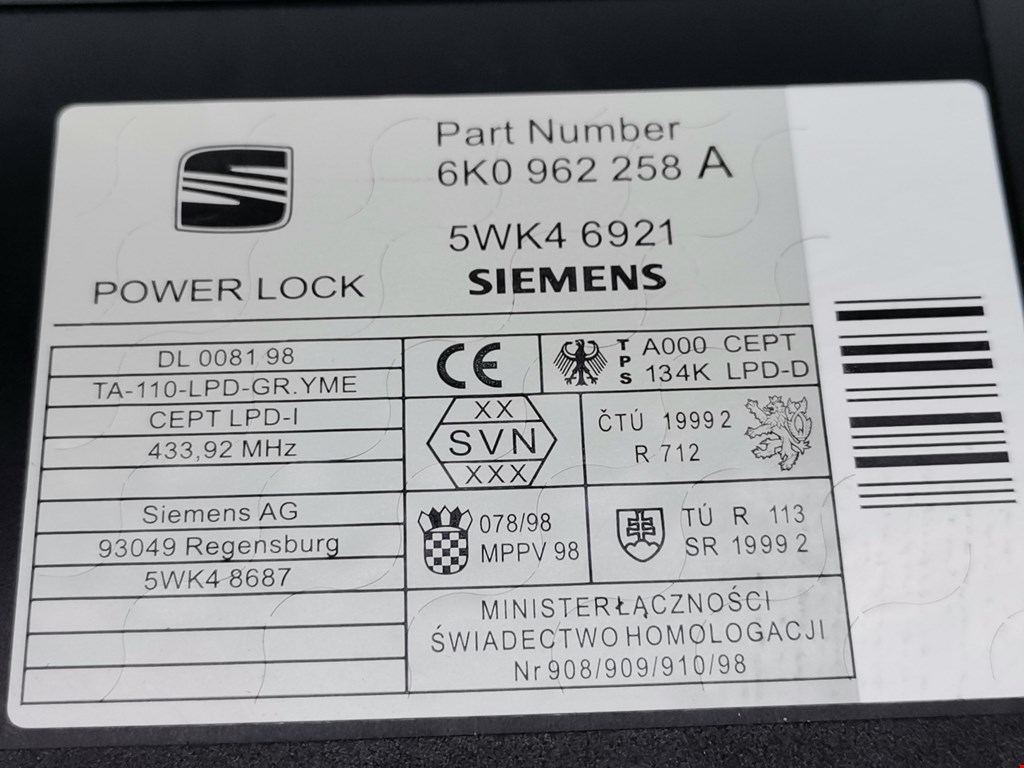 Part Number
6K0 962 258 A
5WK4 6921
SIEMENS
POWER LOCK
DL 0081 98
TA-110-LPD-GR.YME
CEPT LPD-I
433,92 MHz
Siemens AG
93049 Regensburg
5WK4 8687
CE
TPS
A000 CEPT
134K LPD-D
XX
SVN
XXX
ČTÚ 1999 2
R 712
078/98
MPPV 98
TÚ R 113
SR 1999 2
MINISTERŁĄCZNOŚCI
ŚWIADECTWO HOMOLOGACJI
Nr 908/909/910/98